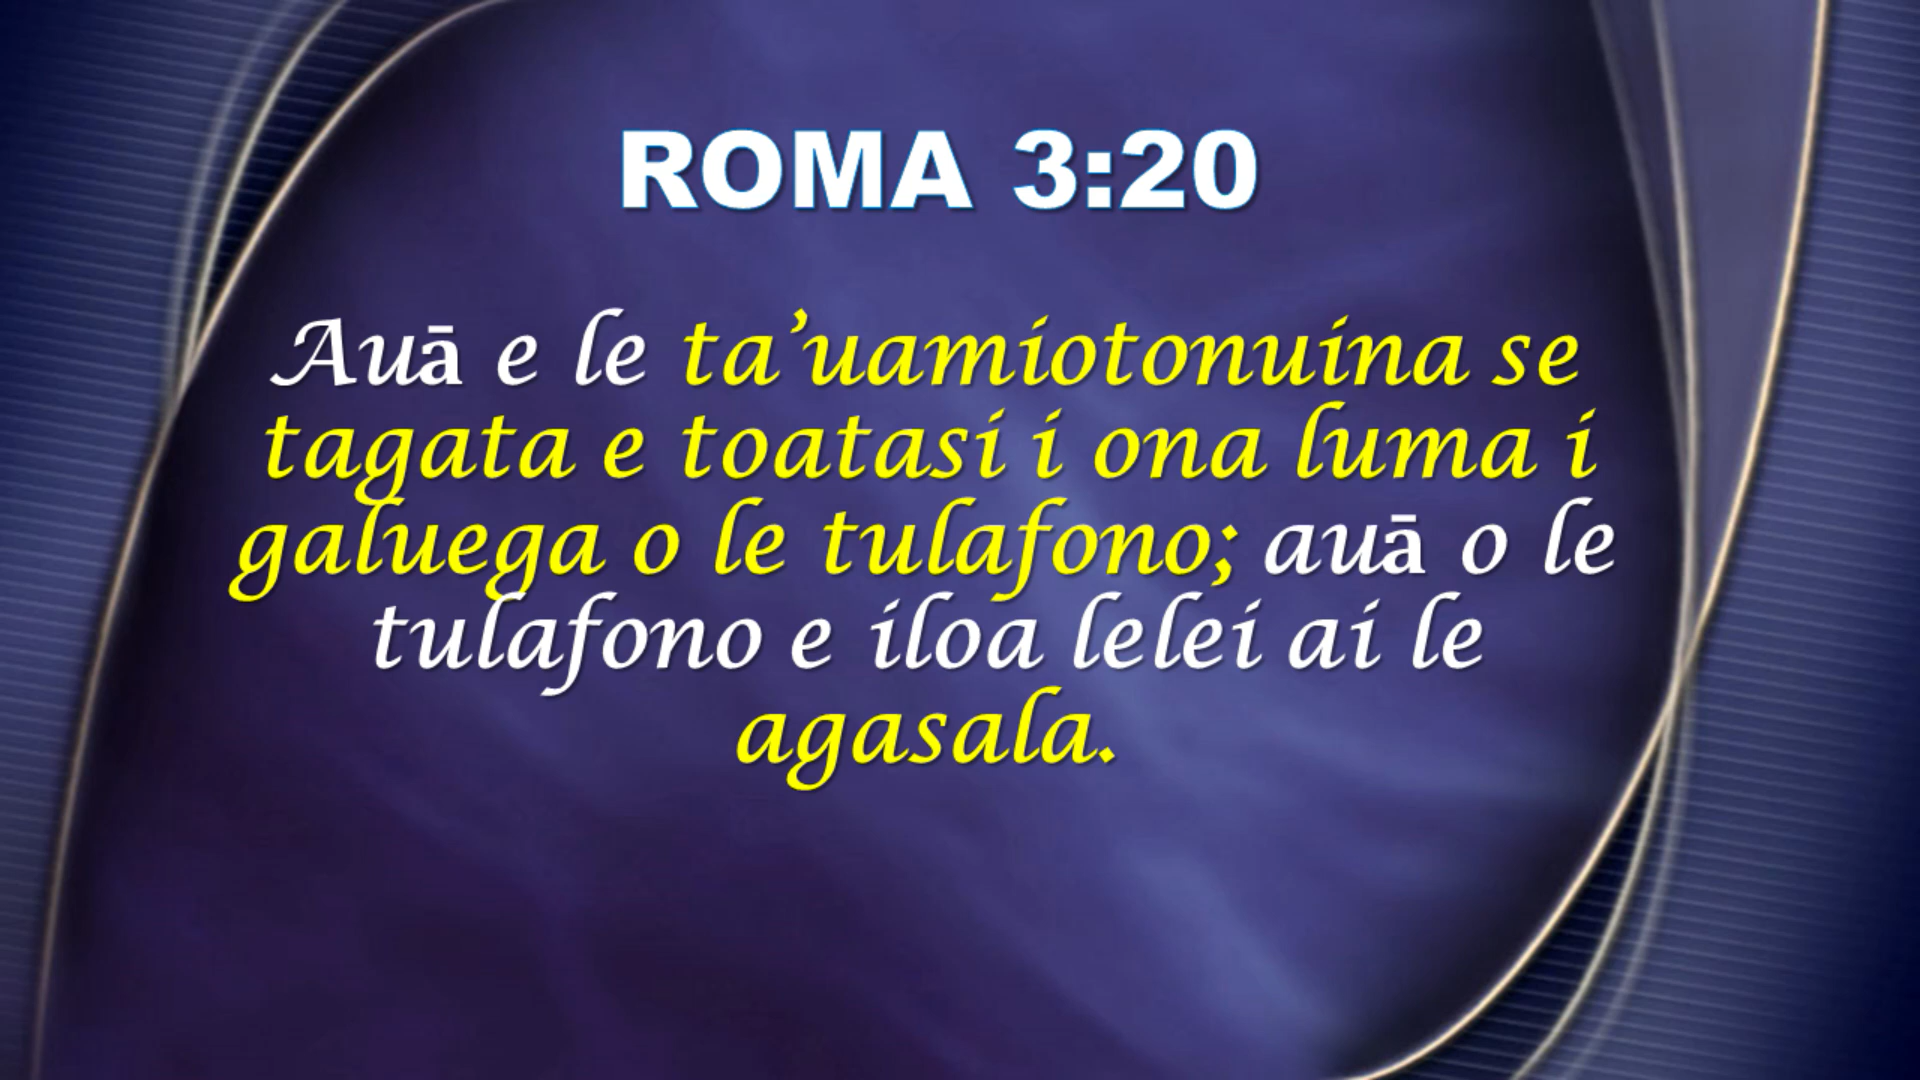 ROMA 3:20
Auā e le ta’uamiotonuina se
tagata e toatasi i ona luma i
galuega o le tulafono; auā o le
tulafono e iloa lelei ai le
agasala.